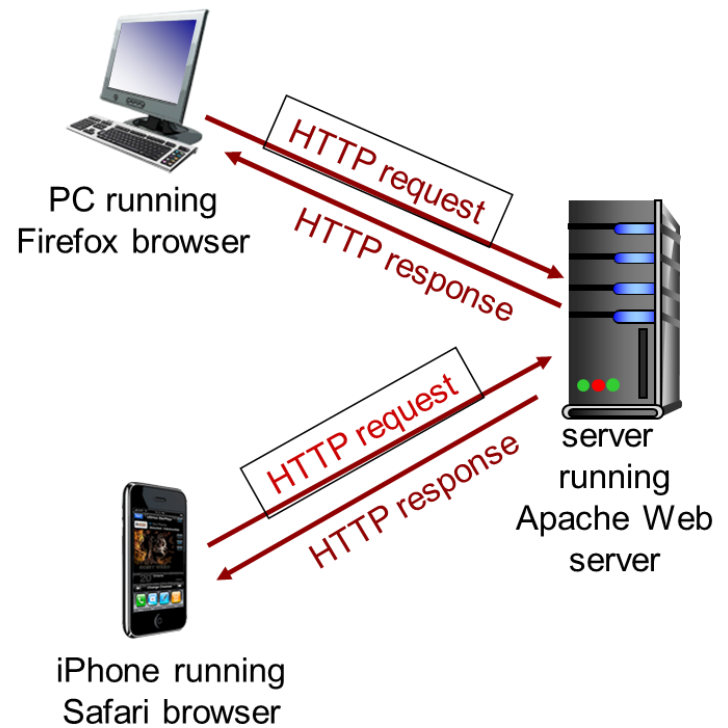 HTTP request
HTTP response
PC running
Firefox browser
HTTP request
HTTP response
server
running
Apache Web
server
iPhone running
Safari browser